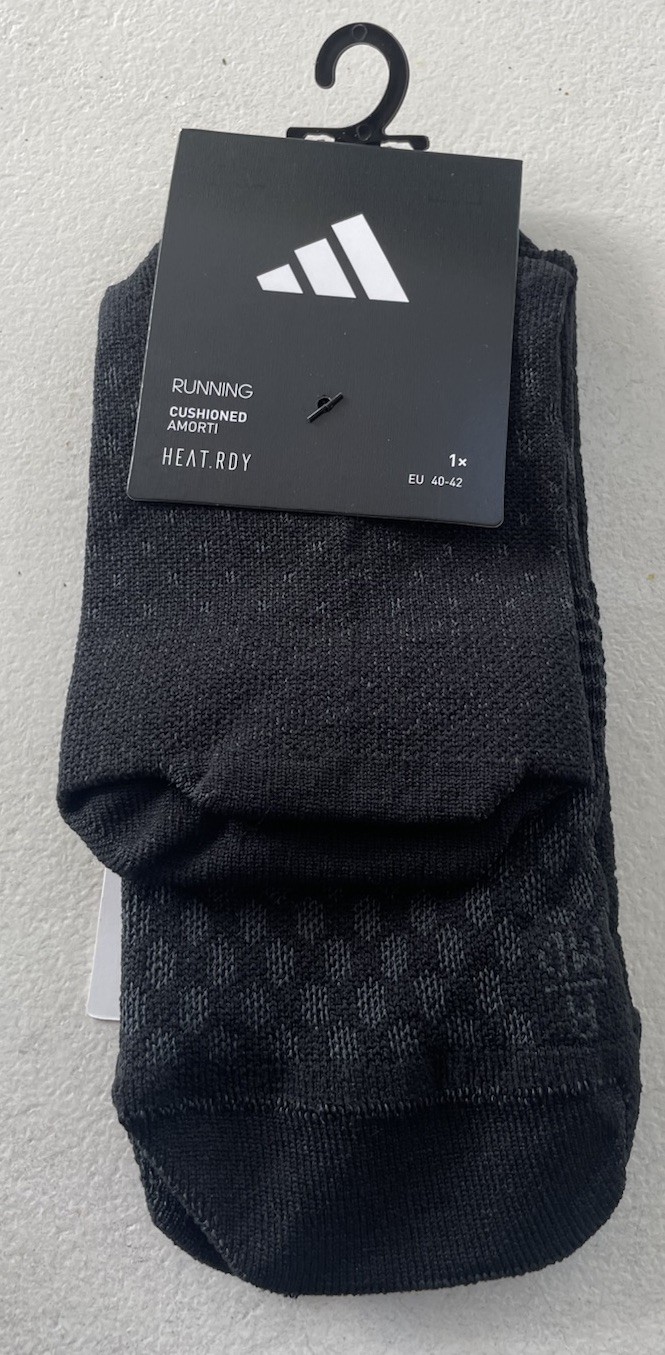 RUNNING
CUSHIONED
AMORTI
HEAT.RDY
1×
EU 40-42